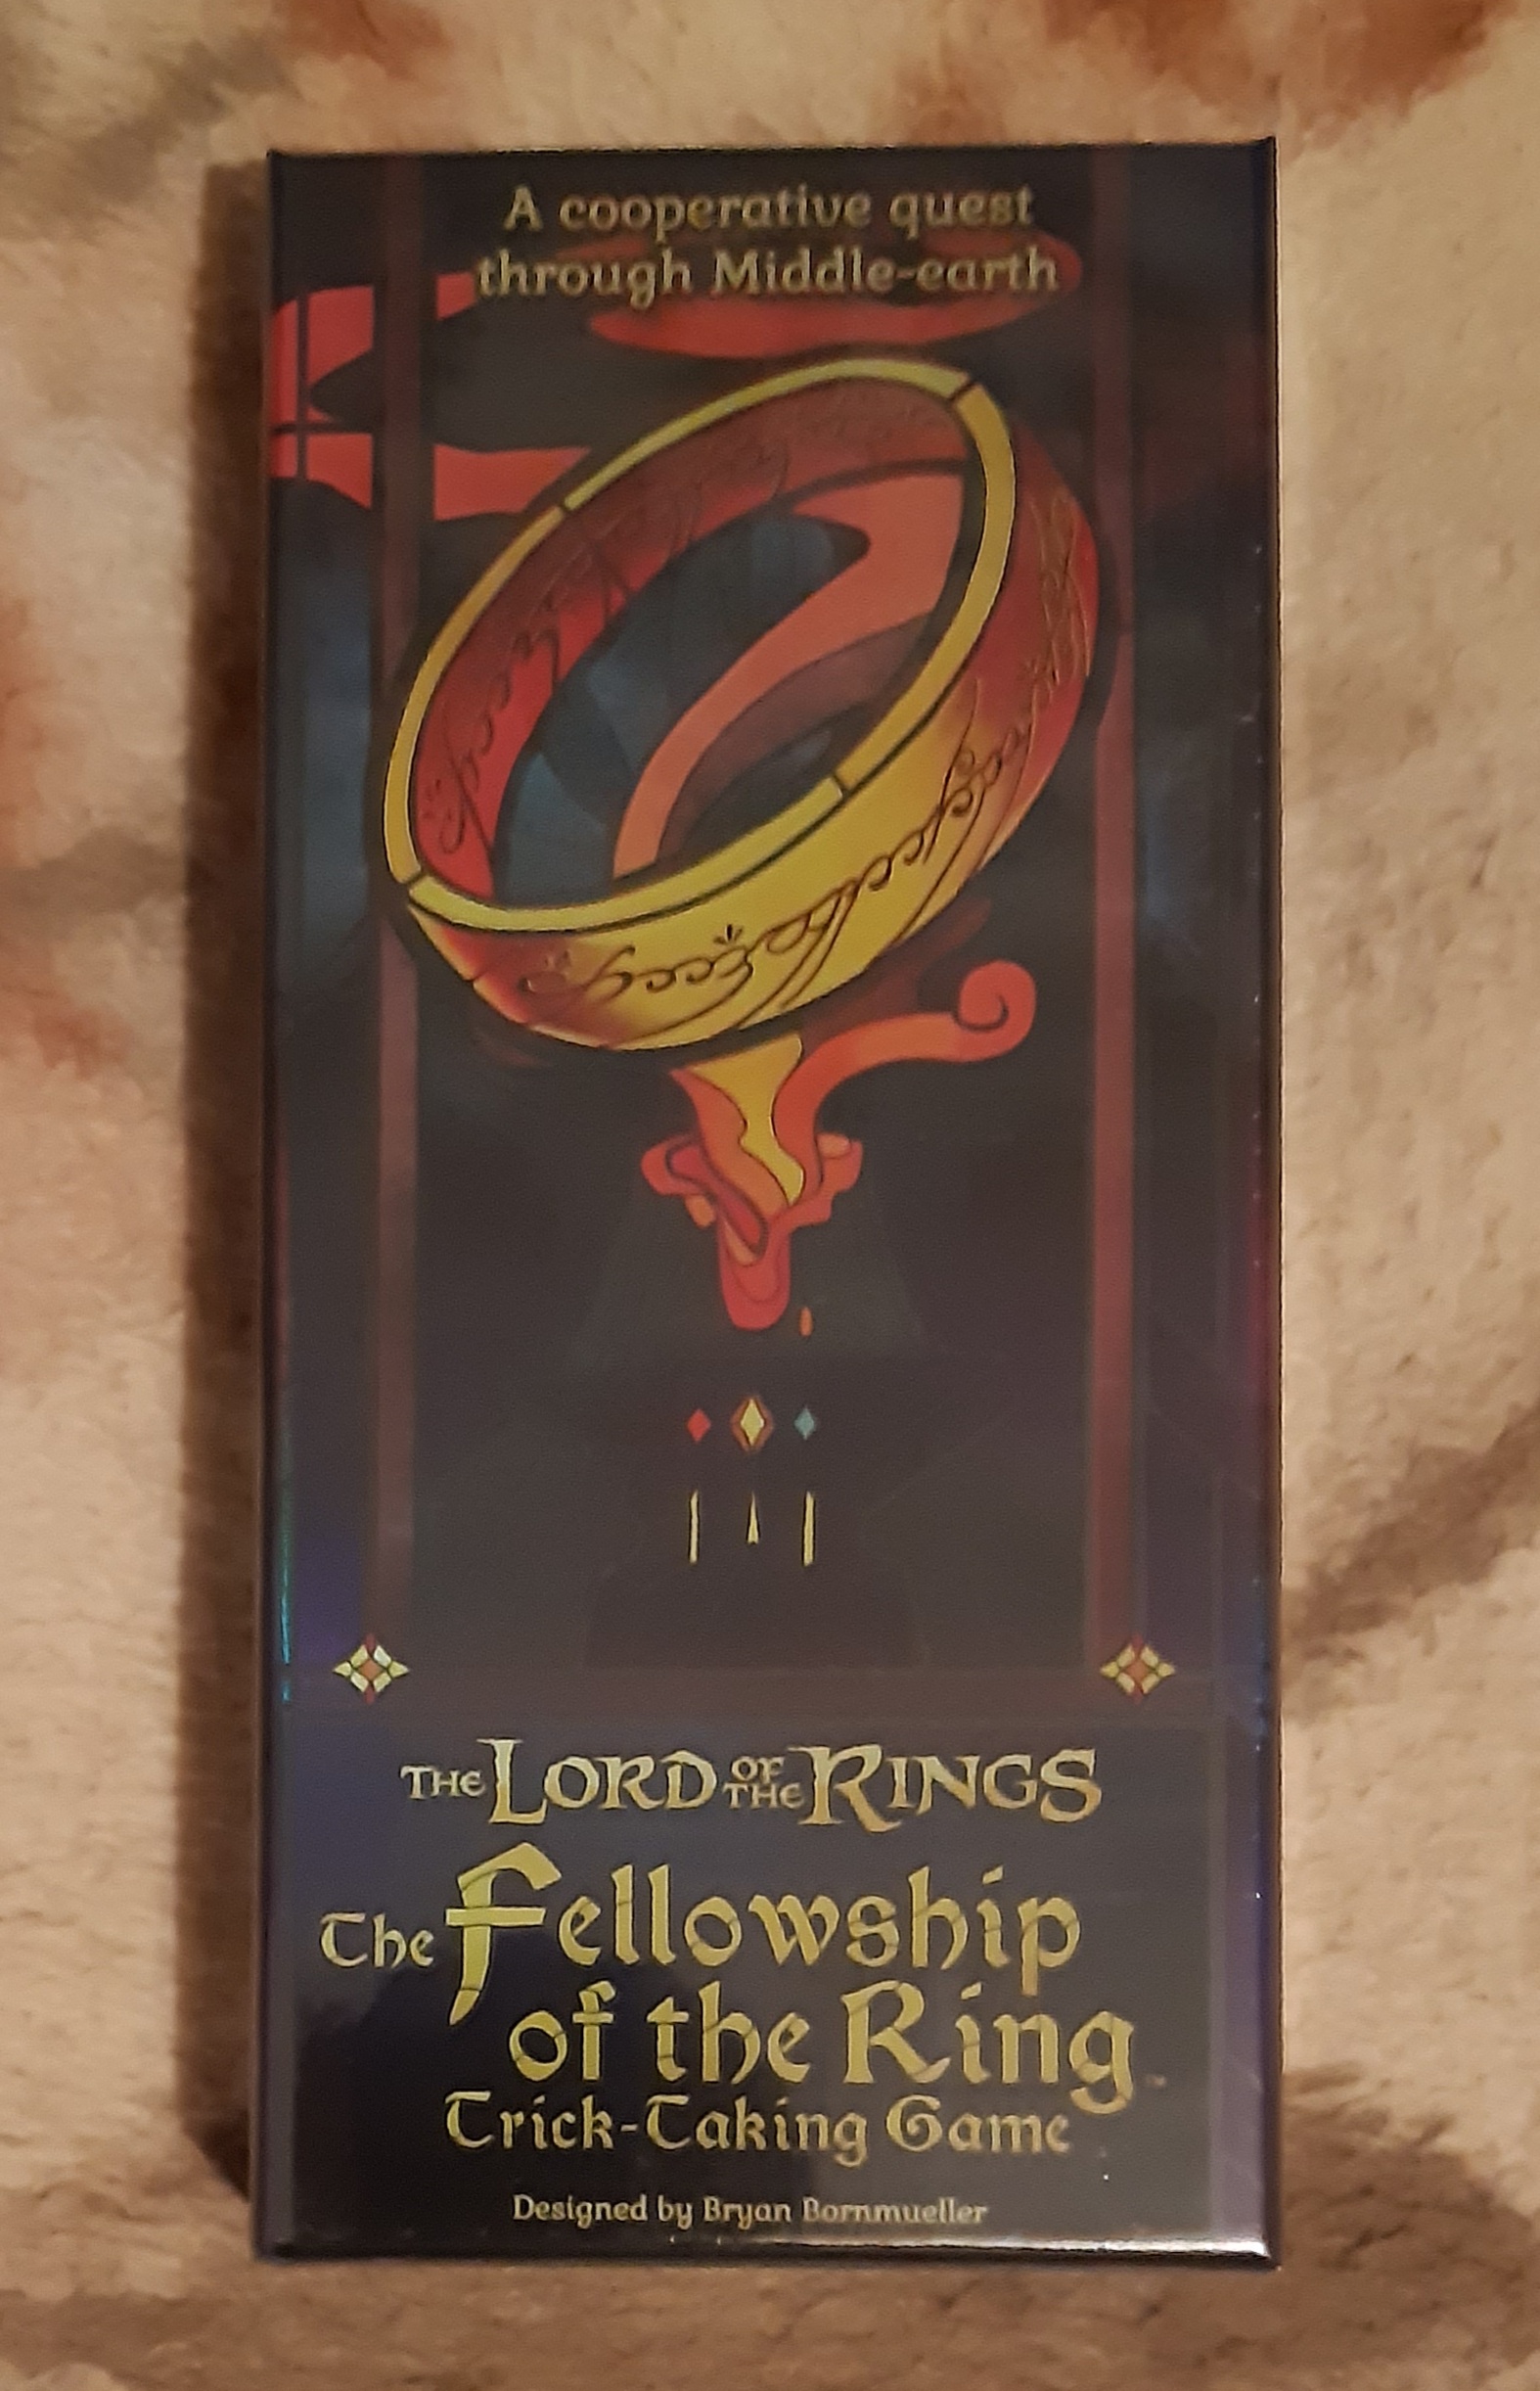 A cooperative quest
through Middle-earth
THE LORD OF THE RINGS
The Fellowship
of the Ring™
Trick-Taking Game
Designed by Bryan Bornmueller